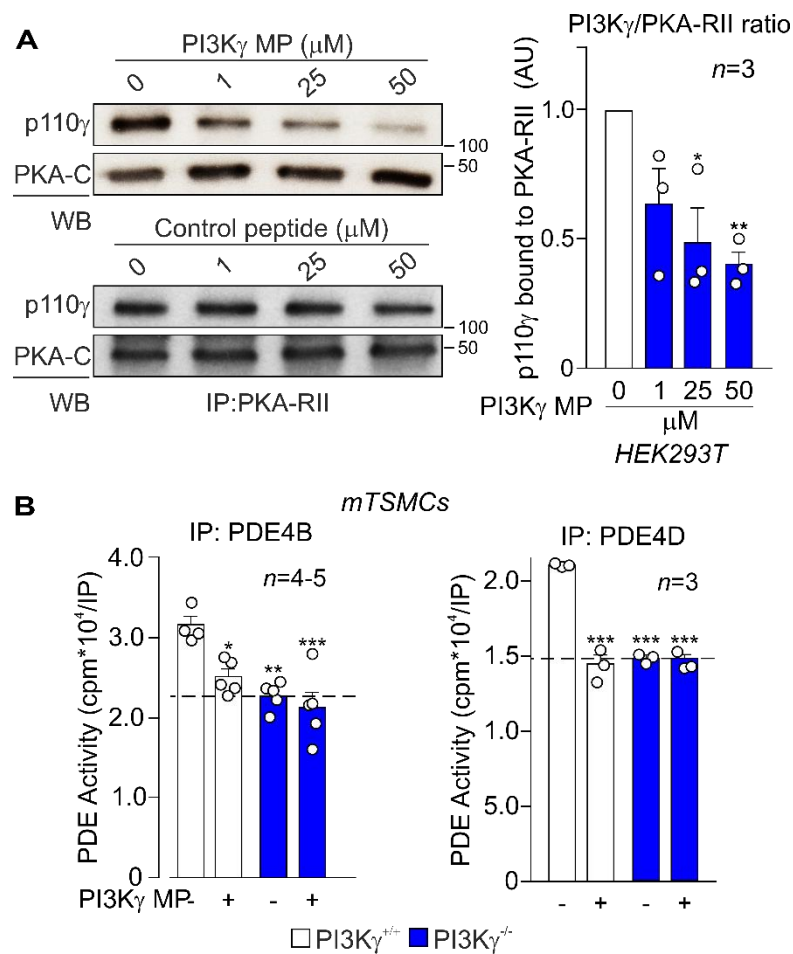 A
PI3Kγ MP (μM)
0 1 25 50
p110γ
100
PKA-C
50
WB
Control peptide (μM)
0 1 25 50
p110γ
100
PKA-C
50
WB
IP:PKA-RII
PI3Kγ/PKA-RII ratio
n=3
p110γ bound to PKA-RII (AU)
1.0
0.5
0
* **
PI3Kγ MP 0 1 25 50
μM
HEK293T
B
mTSMCs
IP: PDE4B
n=4-5
PDE Activity (cpm*10⁴/IP)
4.0
3.0
2.0
1.0
0
* ** ***
PI3Kγ MP - + - +
IP: PDE4D
n=3
PDE Activity (cpm*10⁴/IP)
2.0
1.5
1.0
5.0
0
*** *** ***
- + - +
PI3Kγ+/+ PI3Kγ-/-